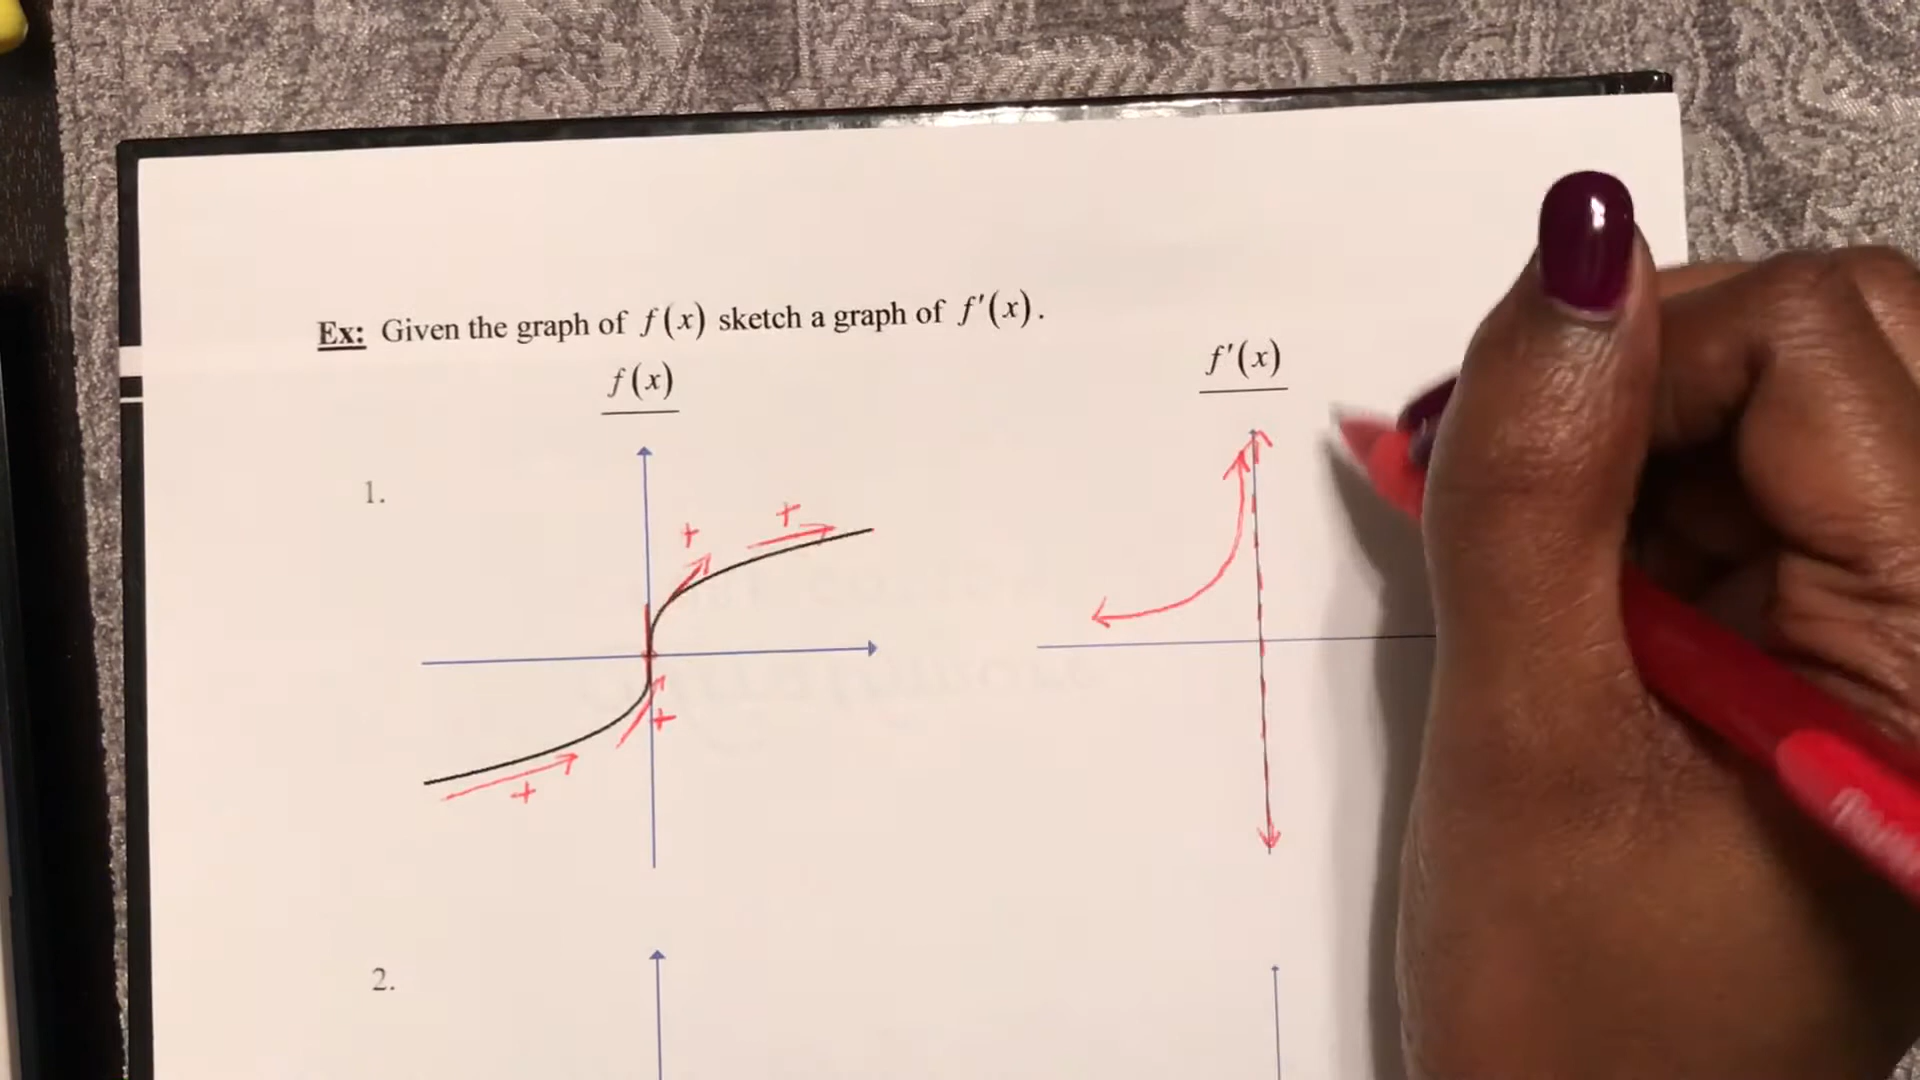 Ex: Given the graph of f(x) sketch a graph of f'(x).
f(x)
f'(x)
1.
+
+
+
+
2.